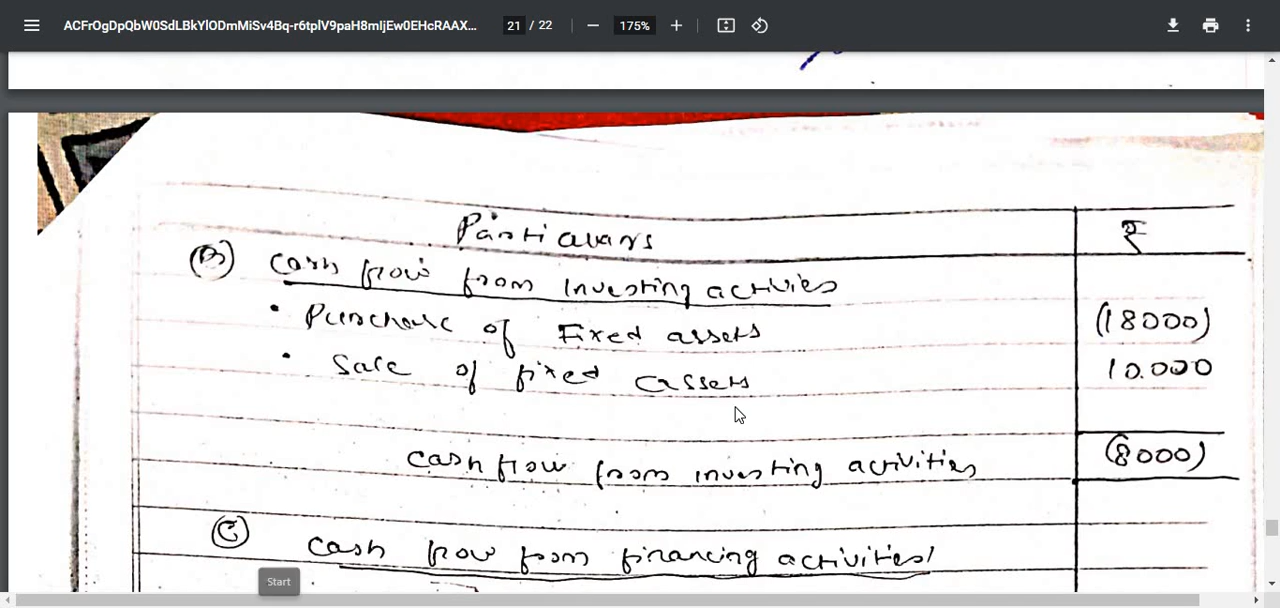 ACFrOgDpQbW0SdLBkYlODmMiSv4Bq-r6tplV9paH8mIjEw0EHcRAAX... 21 / 22 175%
Particulars ₹
(B) Cash flow from investing activies
• Purchase of Fixed assets (18000)
• Sale of fixed assets 10.000
Cash flow from investing activities (8000)
(C) Cash flow from financing activities/
Start